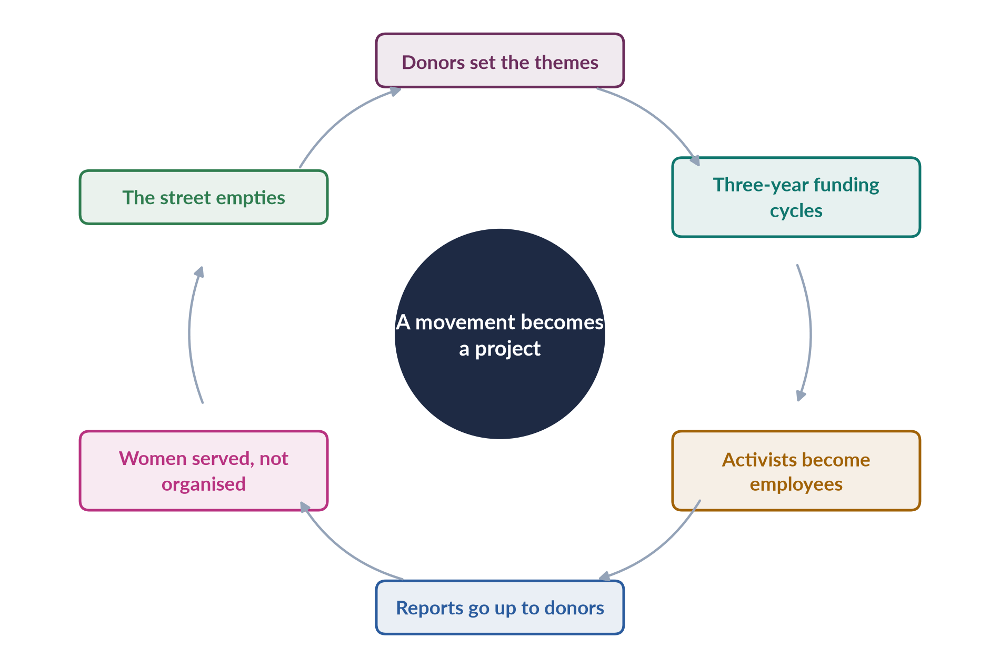 Donors set the themes
Three-year funding
cycles
Activists become
employees
Reports go up to donors
Women served, not
organised
The street empties
A movement becomes
a project